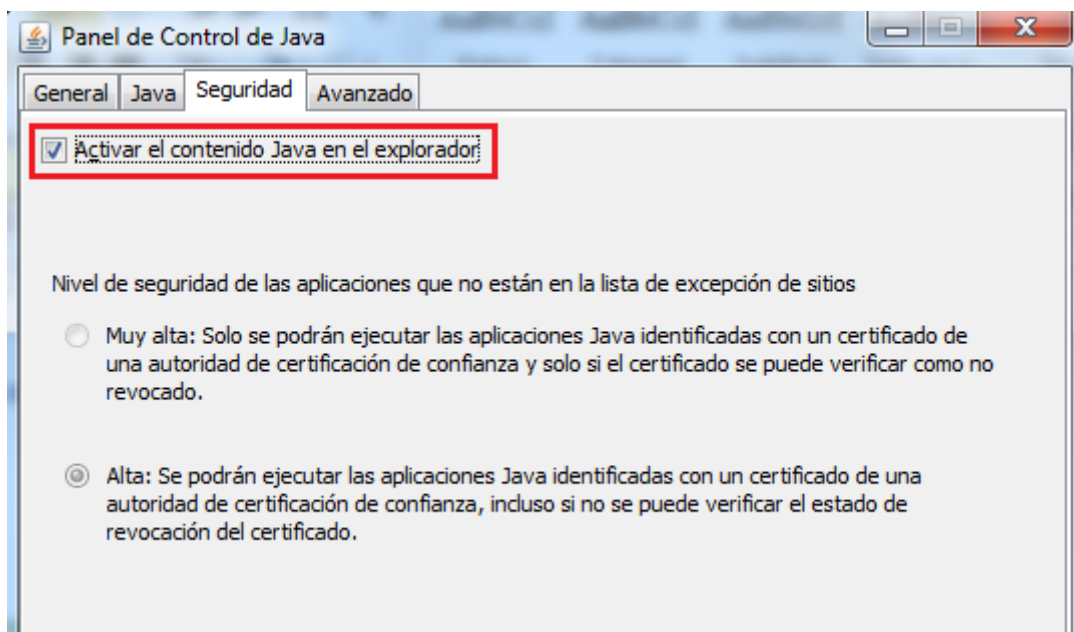 Panel de Control de Java
General Java Seguridad Avanzado
Activar el contenido Java en el explorador
Nivel de seguridad de las aplicaciones que no están en la lista de excepción de sitios
Muy alta: Solo se podrán ejecutar las aplicaciones Java identificadas con un certificado de
una autoridad de certificación de confianza y solo si el certificado se puede verificar como no
revocado.
Alta: Se podrán ejecutar las aplicaciones Java identificadas con un certificado de una
autoridad de certificación de confianza, incluso si no se puede verificar el estado de
revocación del certificado.